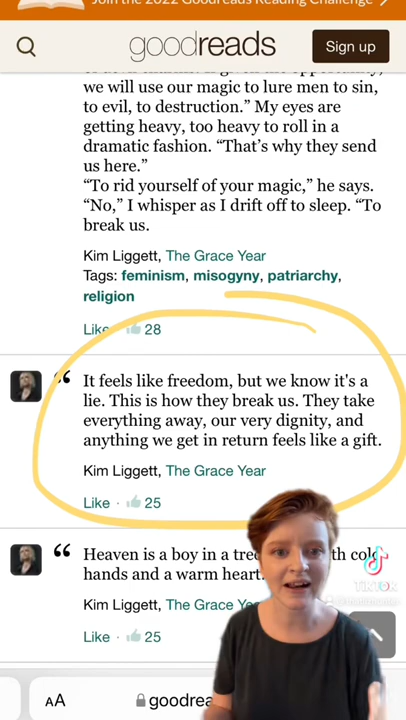 Join the 2022 Goodreads Reading Challenge
goodreads
Sign up
we will use our magic to lure men to sin,
to evil, to destruction.” My eyes are
getting heavy, too heavy to roll in a
dramatic fashion. “That’s why they send
us here.”
“To rid yourself of your magic,” he says.
“No,” I whisper as I drift off to sleep. “To
break us.
Kim Liggett, The Grace Year
Tags: feminism, misogyny, patriarchy,
religion
Like 28
“ It feels like freedom, but we know it's a
lie. This is how they break us. They take
everything away, our very dignity, and
anything we get in return feels like a gift.
Kim Liggett, The Grace Year
Like · 25
“ Heaven is a boy in a cold
hands and a warm heart.
Kim Liggett, The Grace
Like · 25
TIKTOK
AA goodrea